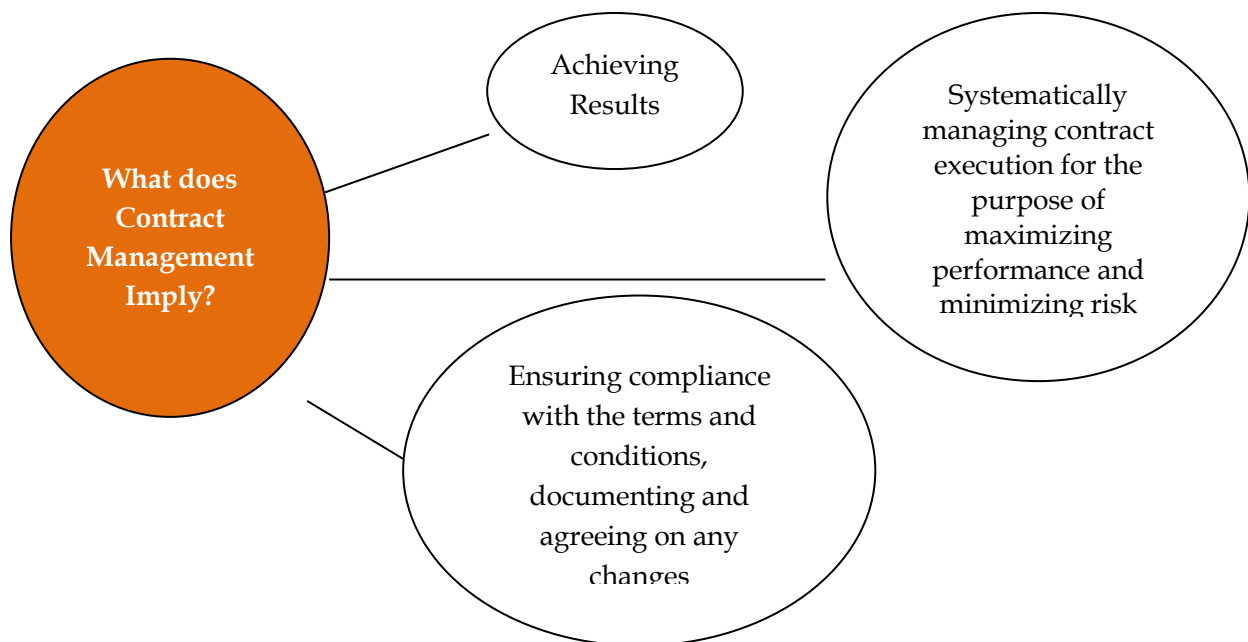 What does
Contract
Management
Imply?
Achieving
Results
Systematically
managing contract
execution for the
purpose of
maximizing
performance and
minimizing risk
Ensuring compliance
with the terms and
conditions,
documenting and
agreeing on any
changes